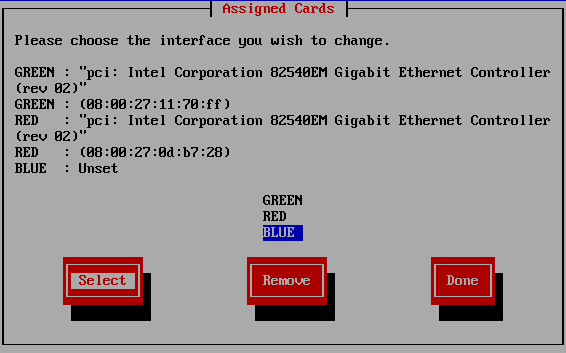 Assigned Cards
Please choose the interface you wish to change.
GREEN : "pci: Intel Corporation 82540EM Gigabit Ethernet Controller
(rev 02)"
GREEN : (08:00:27:11:70:ff)
RED   : "pci: Intel Corporation 82540EM Gigabit Ethernet Controller
(rev 02)"
RED   : (08:00:27:0d:b7:28)
BLUE  : Unset
GREEN
RED
BLUE
Select Remove Done